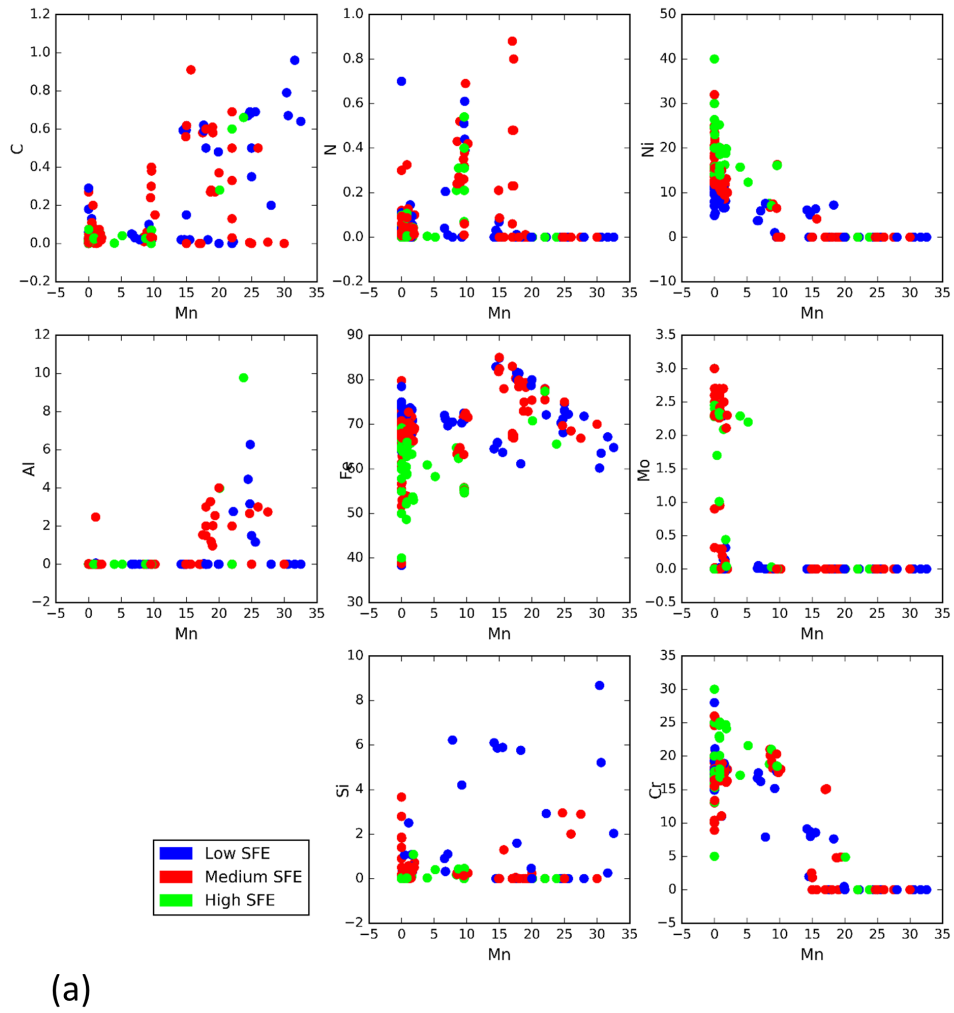 1.2
1.0
0.8
0.6
0.4
0.2
0.0
−0.2
C
−5 0 5 10 15 20 25 30 35
Mn
1.0
0.8
0.6
0.4
0.2
0.0
−0.2
N
−5 0 5 10 15 20 25 30 35
Mn
50
40
30
20
10
0
−10
Ni
−5 0 5 10 15 20 25 30 35
Mn
12
10
8
6
4
2
0
−2
Al
−5 0 5 10 15 20 25 30 35
Mn
90
80
70
60
50
40
30
Fe
−5 0 5 10 15 20 25 30 35
Mn
3.5
3.0
2.5
2.0
1.5
1.0
0.5
0.0
−0.5
Mo
−5 0 5 10 15 20 25 30 35
Mn
10
8
6
4
2
0
−2
Si
−5 0 5 10 15 20 25 30 35
Mn
35
30
25
20
15
10
5
0
−5
Cr
−5 0 5 10 15 20 25 30 35
Mn
Low SFE
Medium SFE
High SFE
(a)